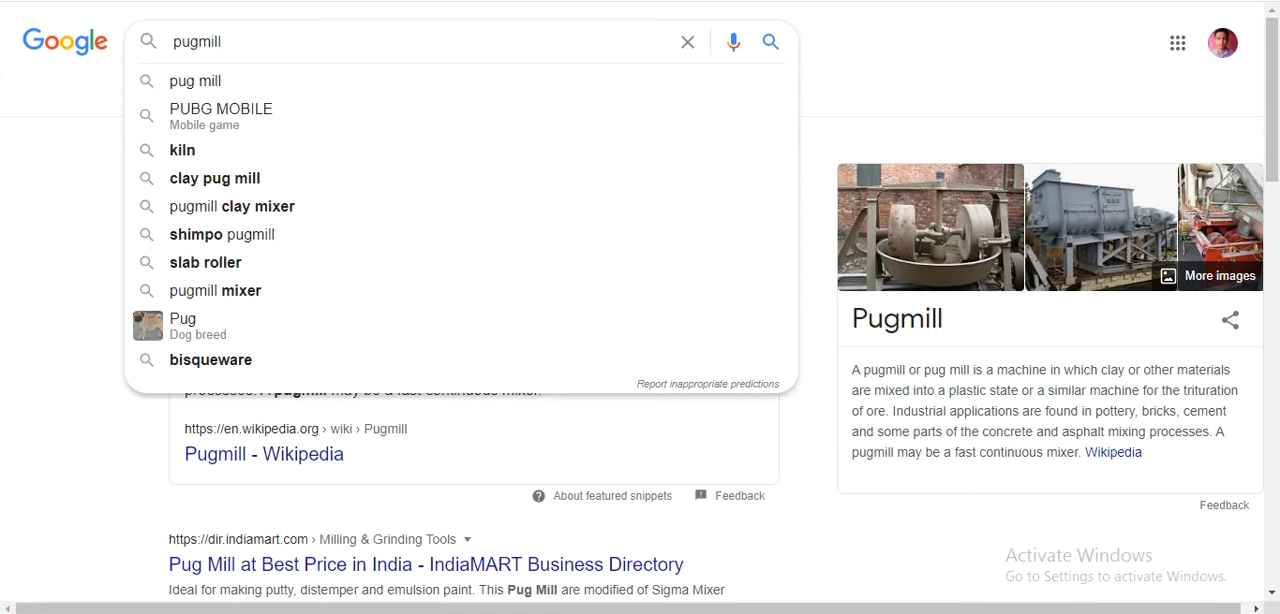 Google
pugmill
pug mill
PUBG MOBILE
Mobile game
kiln
clay pug mill
pugmill clay mixer
shimpo pugmill
slab roller
pugmill mixer
Pug
Dog breed
bisqueware
Report inappropriate predictions
https://en.wikipedia.org › wiki › Pugmill
Pugmill - Wikipedia
About featured snippets
Feedback
https://dir.indiamart.com › Milling & Grinding Tools
Pug Mill at Best Price in India - IndiaMART Business Directory
Ideal for making putty, distemper and emulsion paint. This Pug Mill are modified of Sigma Mixer
More images
Pugmill
A pugmill or pug mill is a machine in which clay or other materials
are mixed into a plastic state or a similar machine for the trituration
of ore. Industrial applications are found in pottery, bricks, cement
and some parts of the concrete and asphalt mixing processes. A
pugmill may be a fast continuous mixer. Wikipedia
Feedback
Activate Windows
Go to Settings to activate Windows.